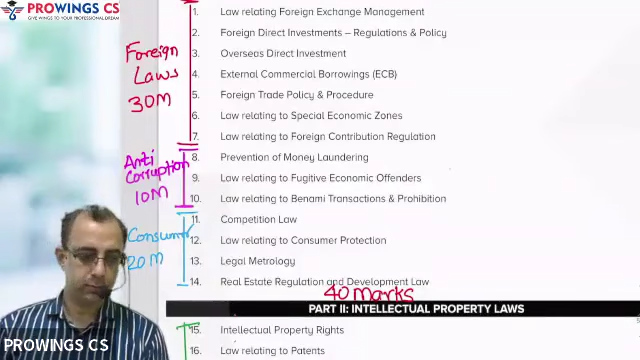 PROWINGS CS
GIVE WINGS TO YOUR PROFESSIONAL DREAM
1. Law relating Foreign Exchange Management
2. Foreign Direct Investments – Regulations & Policy
3. Overseas Direct Investment
4. External Commercial Borrowings (ECB)
5. Foreign Trade Policy & Procedure
6. Law relating to Special Economic Zones
7. Law relating to Foreign Contribution Regulation
Foreign
Laws
30M
8. Prevention of Money Laundering
9. Law relating to Fugitive Economic Offenders
10. Law relating to Benami Transactions & Prohibition
Anti
Corruption
10M
11. Competition Law
12. Law relating to Consumer Protection
13. Legal Metrology
14. Real Estate Regulation and Development Law
Consumer
20M
40 Marks
PART II: INTELLECTUAL PROPERTY LAWS
15. Intellectual Property Rights
16. Law relating to Patents
PROWINGS CS